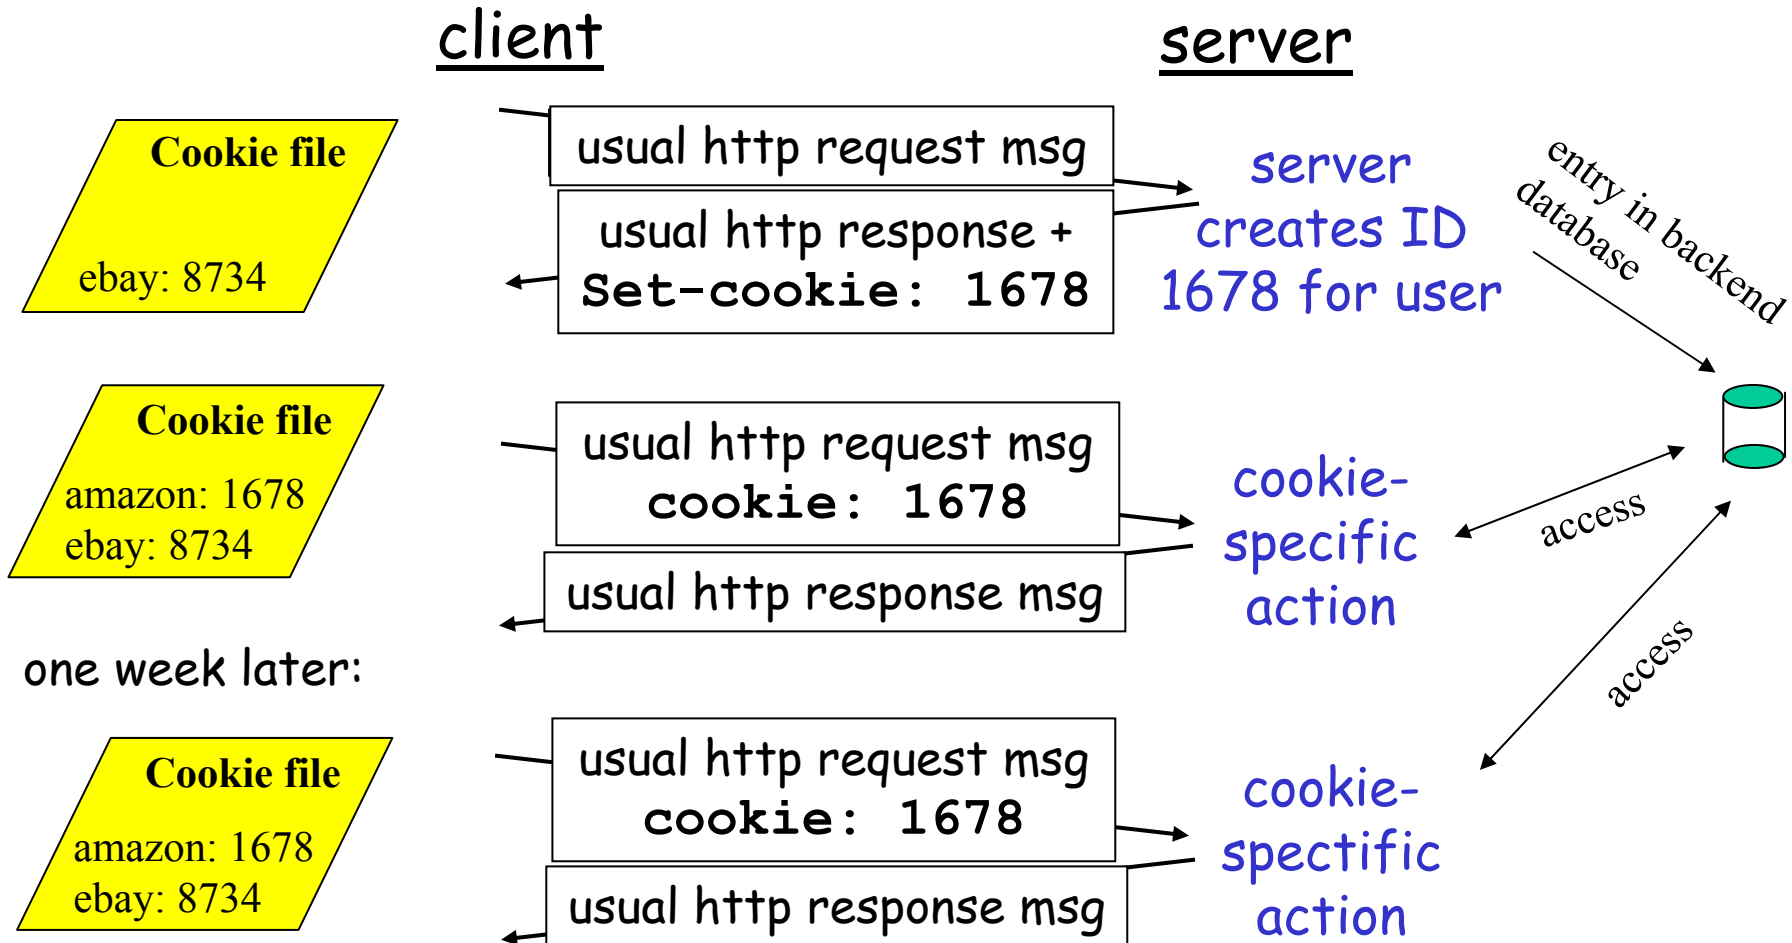 client
server
Cookie file
ebay: 8734
usual http request msg
usual http response +
Set-cookie: 1678
server
creates ID
1678 for user
entry in backend
database
Cookie file
amazon: 1678
ebay: 8734
usual http request msg
cookie: 1678
usual http response msg
cookie-
specific
action
access
one week later:
access
Cookie file
amazon: 1678
ebay: 8734
usual http request msg
cookie: 1678
usual http response msg
cookie-
spectific
action